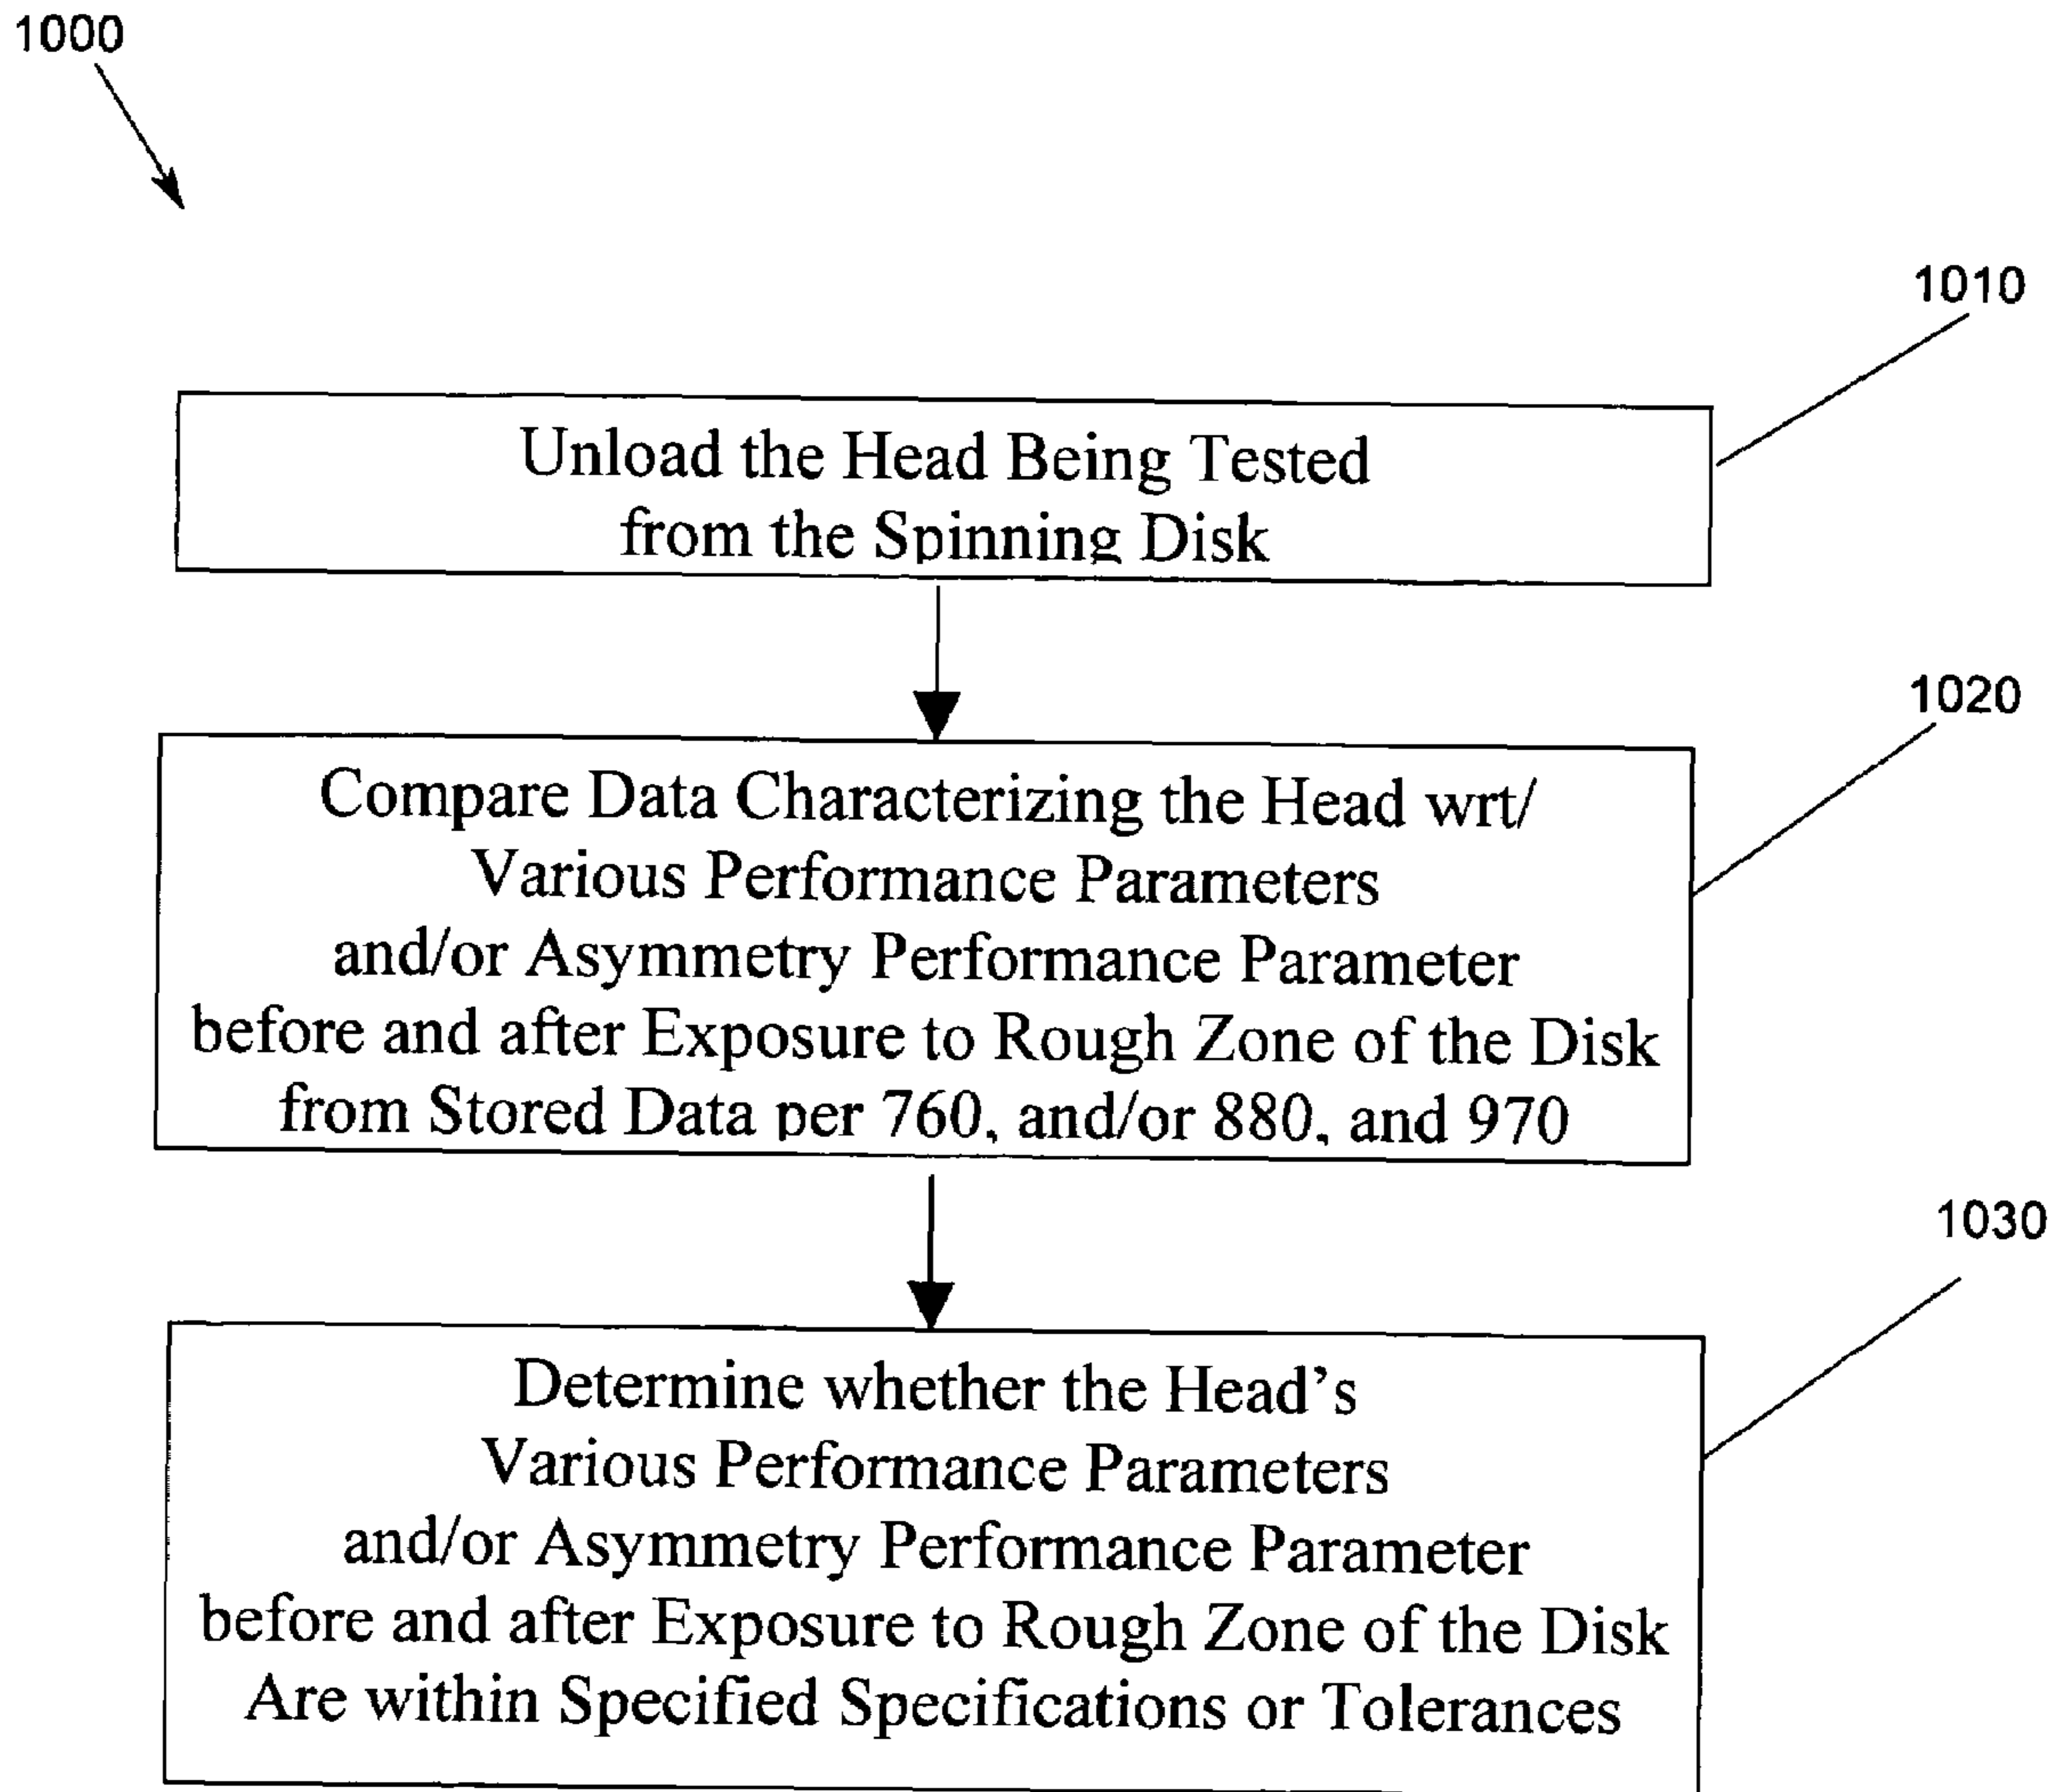 1000
1010
Unload the Head Being Tested
from the Spinning Disk
1020
Compare Data Characterizing the Head wrt/
Various Performance Parameters
and/or Asymmetry Performance Parameter
before and after Exposure to Rough Zone of the Disk
from Stored Data per 760, and/or 880, and 970
1030
Determine whether the Head’s
Various Performance Parameters
and/or Asymmetry Performance Parameter
before and after Exposure to Rough Zone of the Disk
Are within Specified Specifications or Tolerances